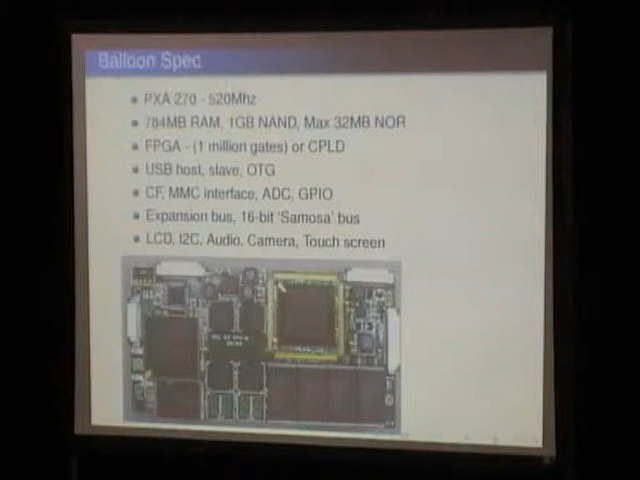 Balloon Spec
PXA 270 - 520Mhz
784MB RAM, 1GB NAND, Max 32MB NOR
FPGA - (1 million gates) or CPLD
USB host, slave, OTG
CF, MMC interface, ADC, GPIO
Expansion bus, 16-bit 'Samosa' bus
LCD, I2C, Audio, Camera, Touch screen